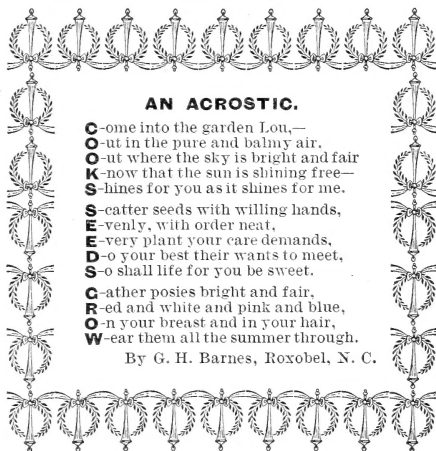 AN ACROSTIC.
C-ome into the garden Lou,—
O-ut in the pure and balmy air,
O-ut where the sky is bright and fair
K-now that the sun is shining free—
S-hines for you as it shines for me.
S-catter seeds with willing hands,
E-venly, with order neat,
E-very plant your care demands,
D-o your best their wants to meet,
S-o shall life for you be sweet.
G-ather posies bright and fair,
R-ed and white and pink and blue,
O-n your breast and in your hair,
W-ear them all the summer through.
By G. H. Barnes, Roxobel, N. C.